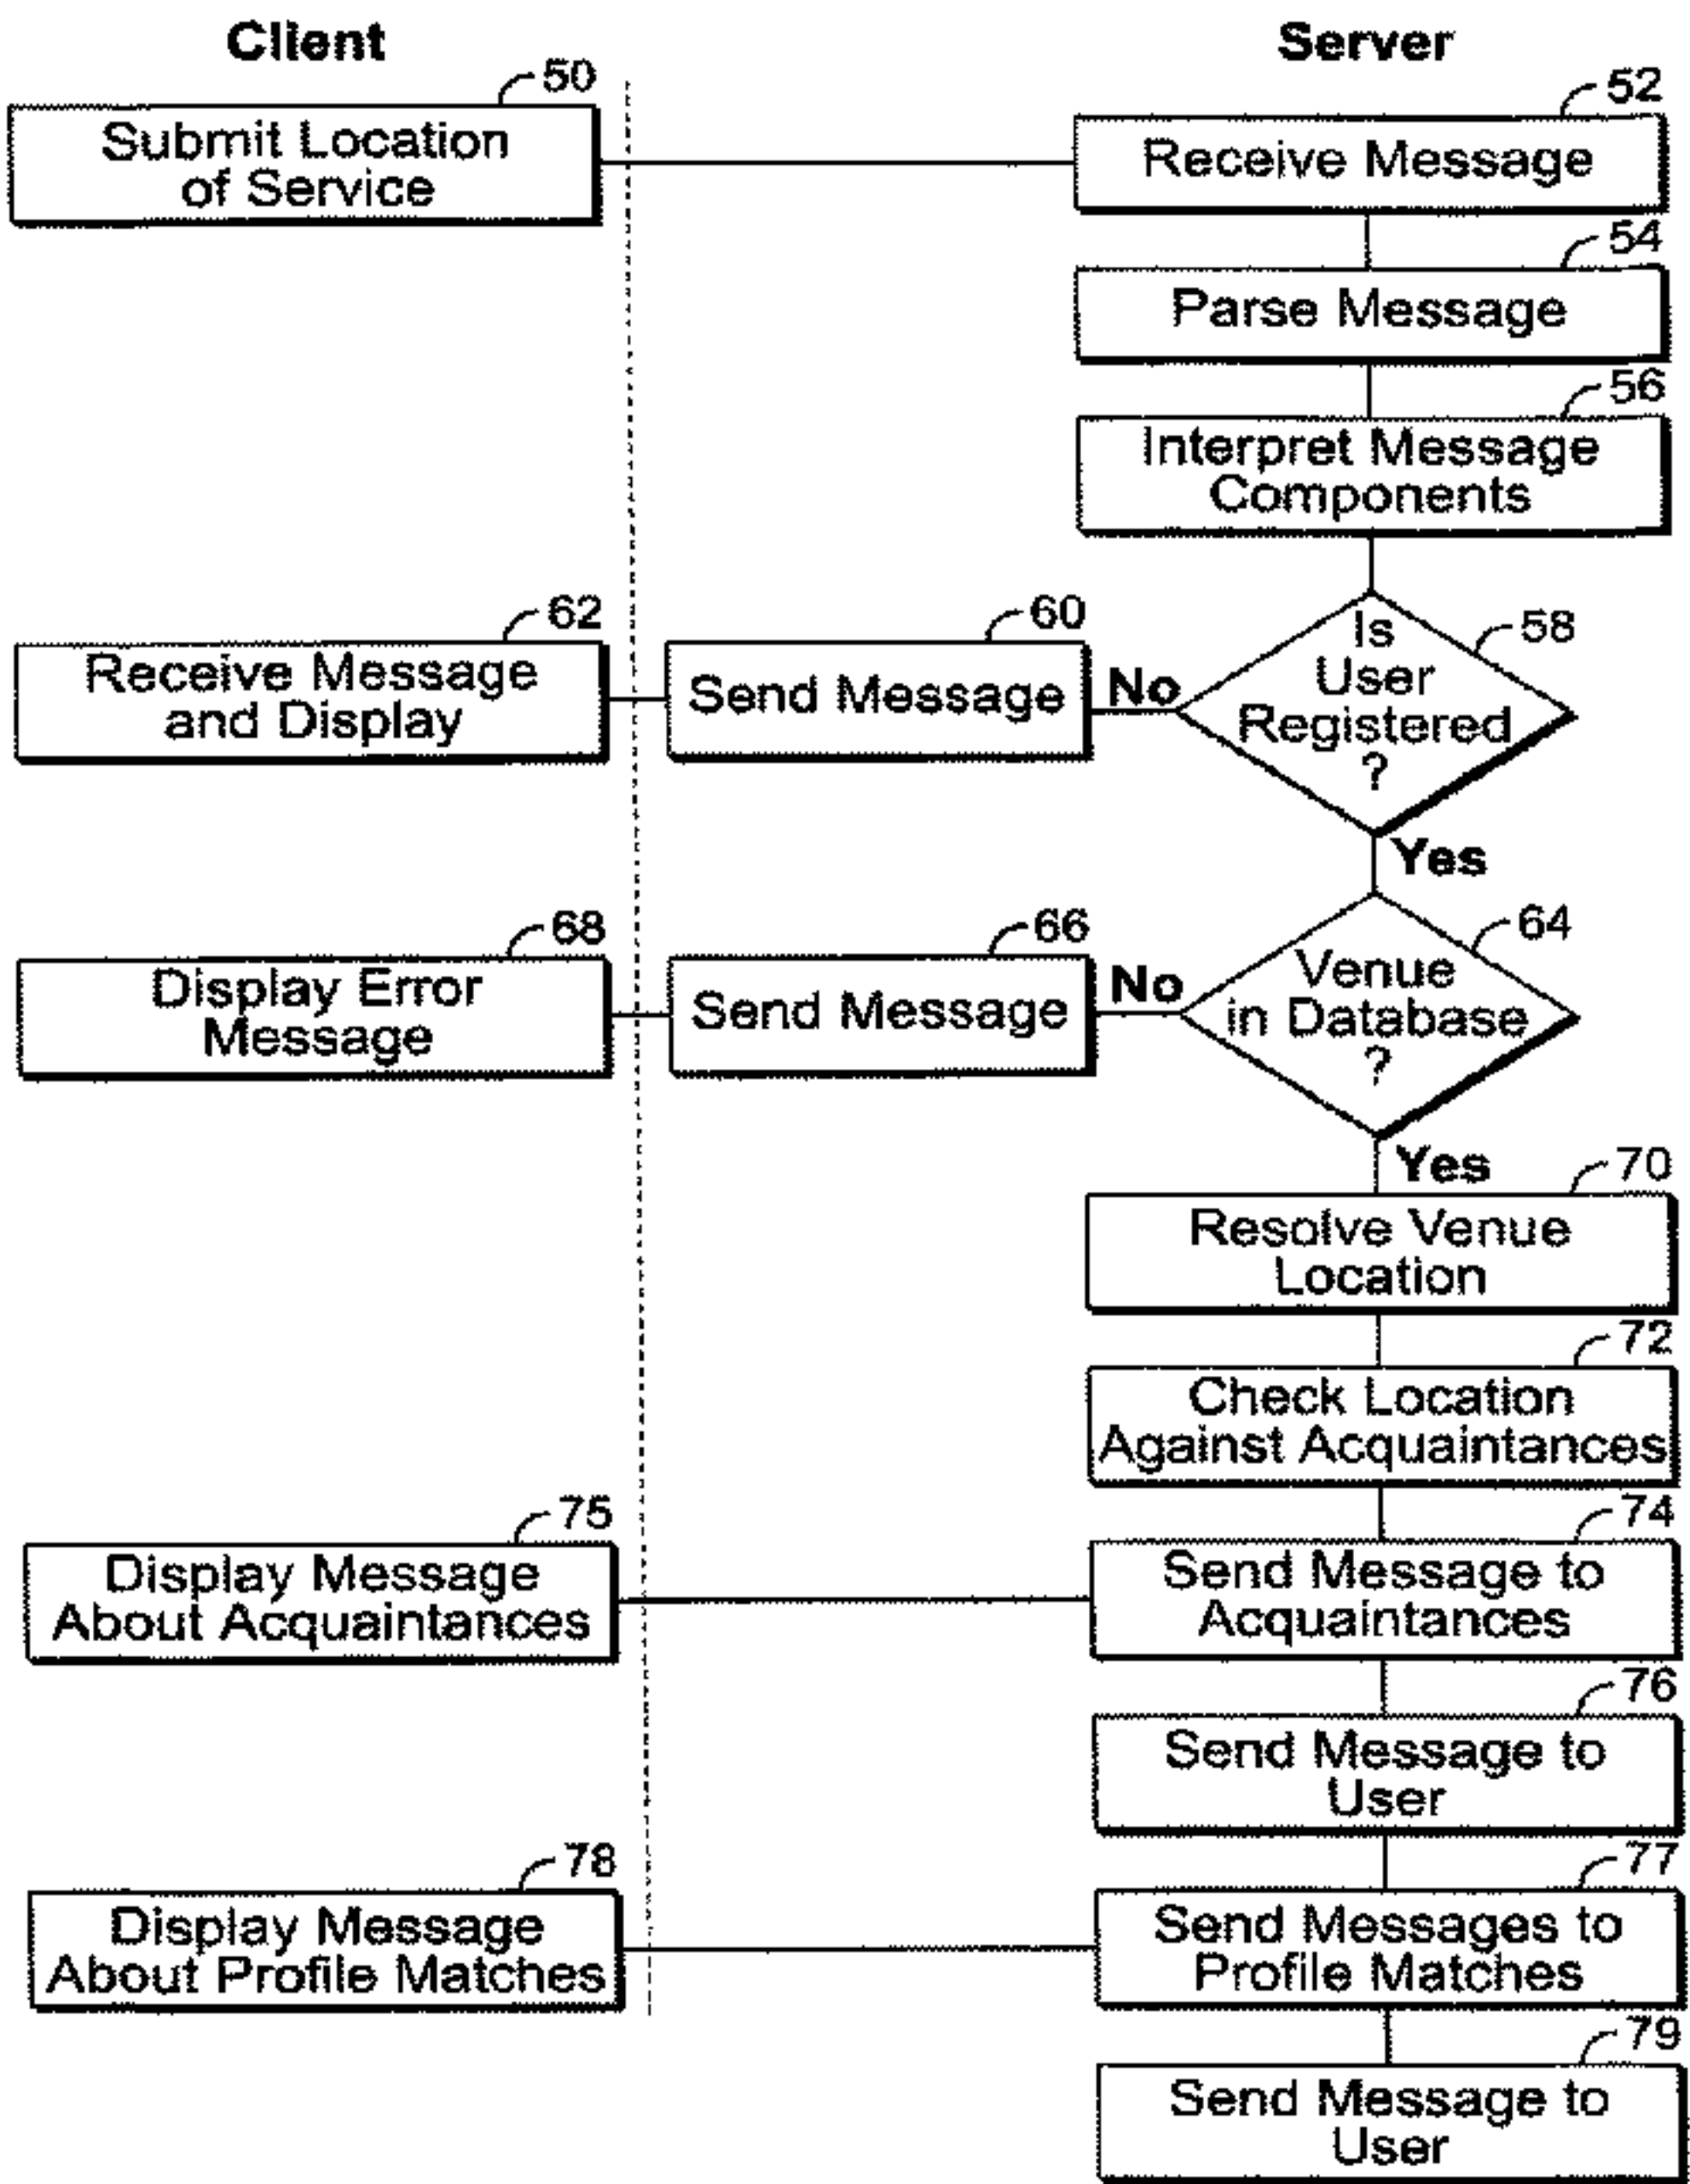 Client
Server
50
Submit Location
of Service
52
Receive Message
54
Parse Message
56
Interpret Message
Components
62
Receive Message
and Display
60
Send Message
No
58
Is
User
Registered
?
Yes
68
Display Error
Message
66
Send Message
No
64
Venue
in Database
?
Yes
70
Resolve Venue
Location
72
Check Location
Against Acquaintances
75
Display Message
About Acquaintances
74
Send Message to
Acquaintances
76
Send Message to
User
78
Display Message
About Profile Matches
77
Send Messages to
Profile Matches
79
Send Message to
User